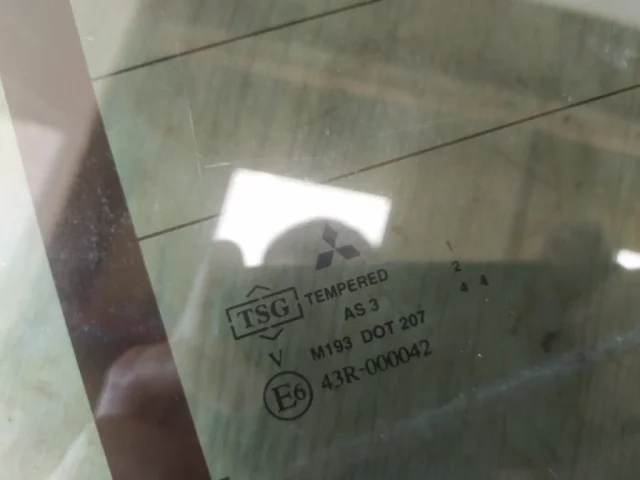 TEMPERED
TSG
AS 3
M193 DOT 207
V
E6 43R-000042
1
2
4 4